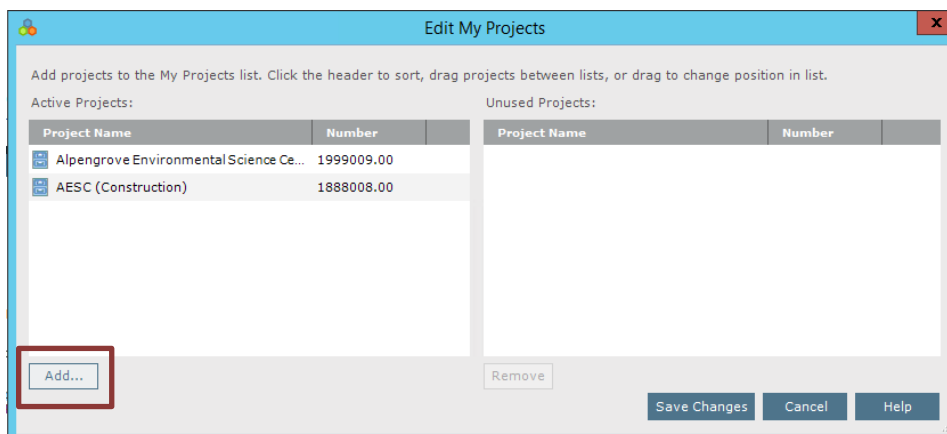 Edit My Projects
x
Add projects to the My Projects list. Click the header to sort, drag projects between lists, or drag to change position in list.
Active Projects:
Unused Projects:
Project Name Number
Project Name Number
Alpengrove Environmental Science Ce... 1999009.00
AESC (Construction) 1888008.00
Add...
Remove
Save Changes Cancel Help